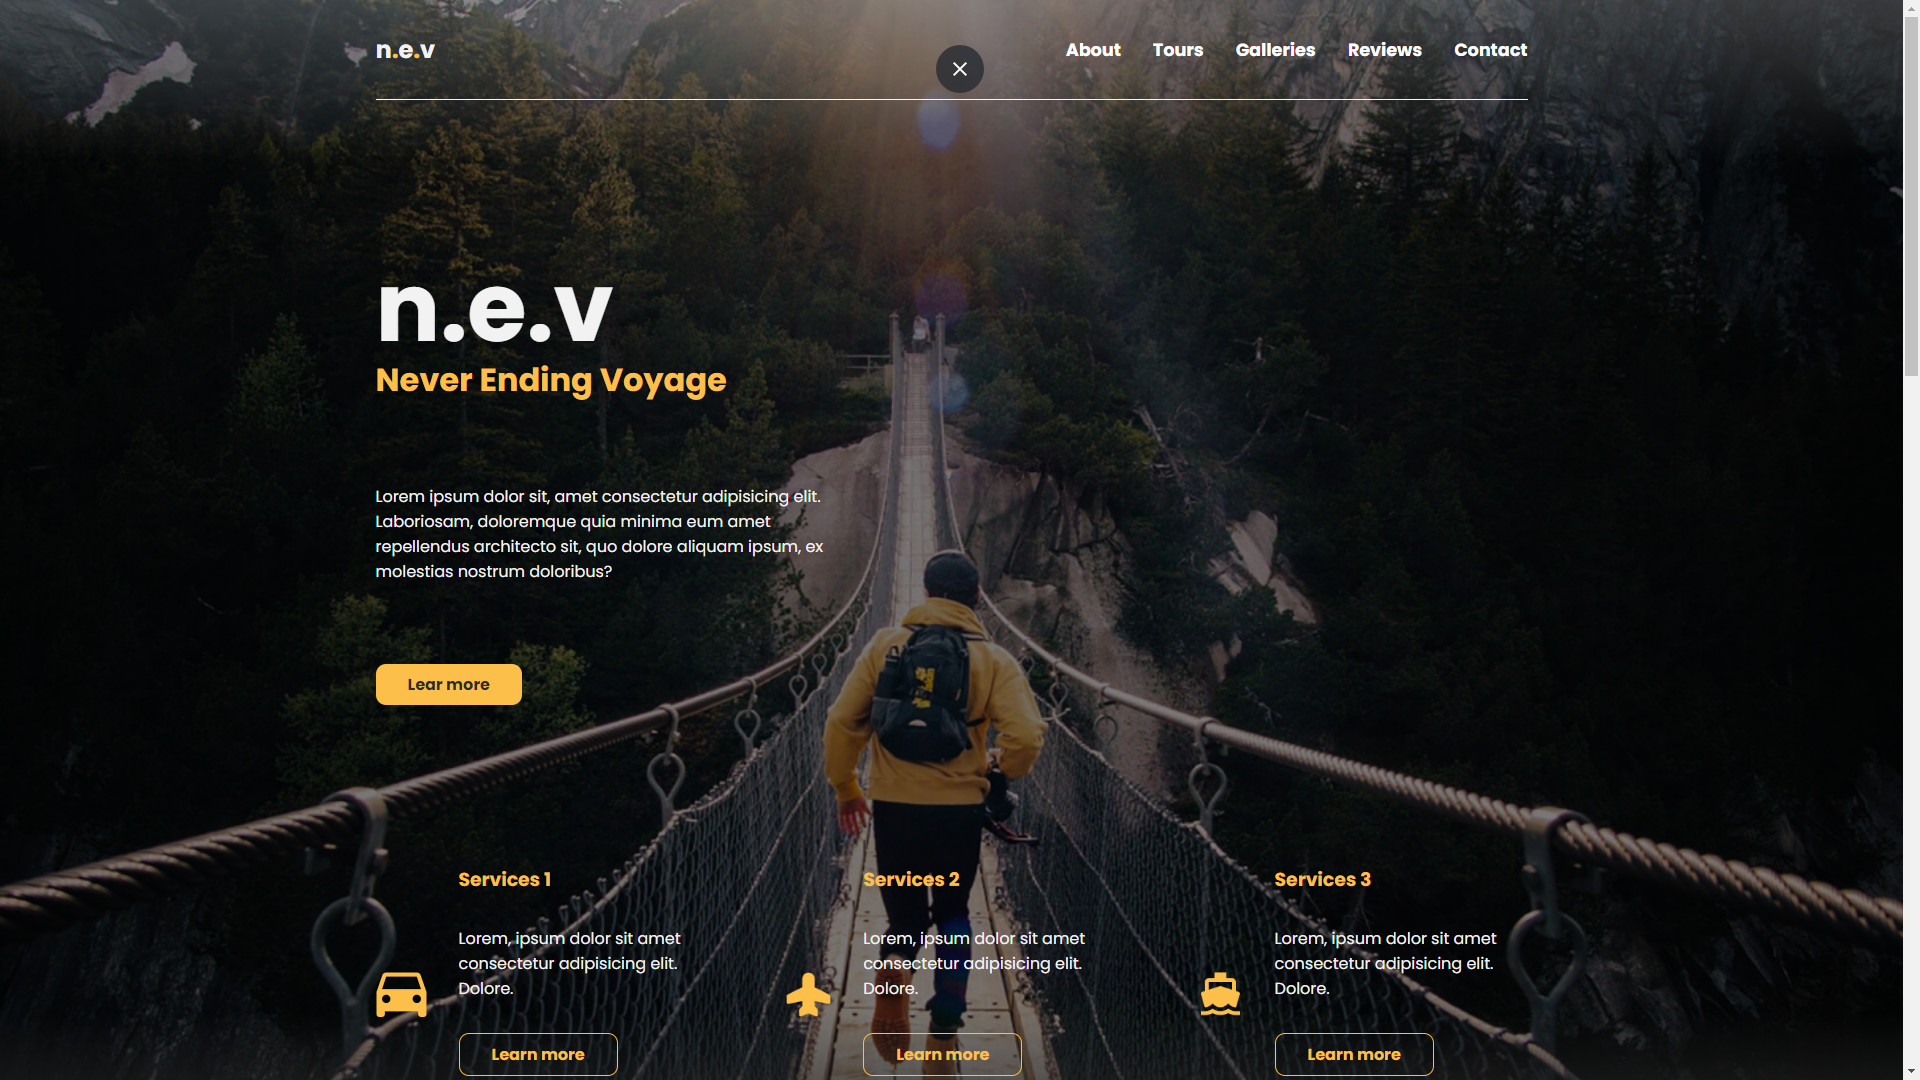 n.e.v
About Tours Galleries Reviews Contact
n.e.v
Never Ending Voyage
Lorem ipsum dolor sit, amet consectetur adipisicing elit.
Laboriosam, doloremque quia minima eum amet
repellendus architecto sit, quo dolore aliquam ipsum, ex
molestias nostrum doloribus?
Lear more
Services 1
Lorem, ipsum dolor sit amet
consectetur adipisicing elit.
Dolore.
Learn more
Services 2
Lorem, ipsum dolor sit amet
consectetur adipisicing elit.
Dolore.
Learn more
Services 3
Lorem, ipsum dolor sit amet
consectetur adipisicing elit.
Dolore.
Learn more